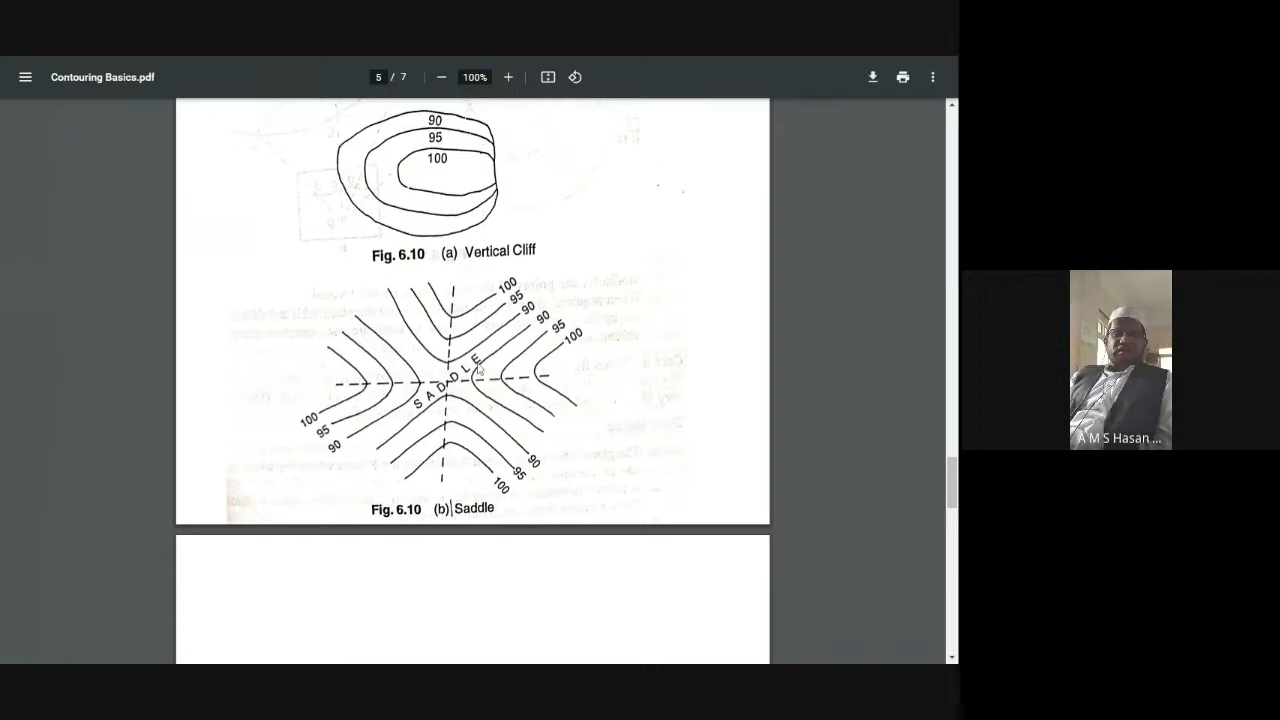 Contouring Basics.pdf
5 / 7
100%
90
95
100
Fig. 6.10 (a) Vertical Cliff
100
95
90
90
95
100
SADDLE
100
95
90
90
95
100
Fig. 6.10 (b) Saddle
A M S Hasan ...